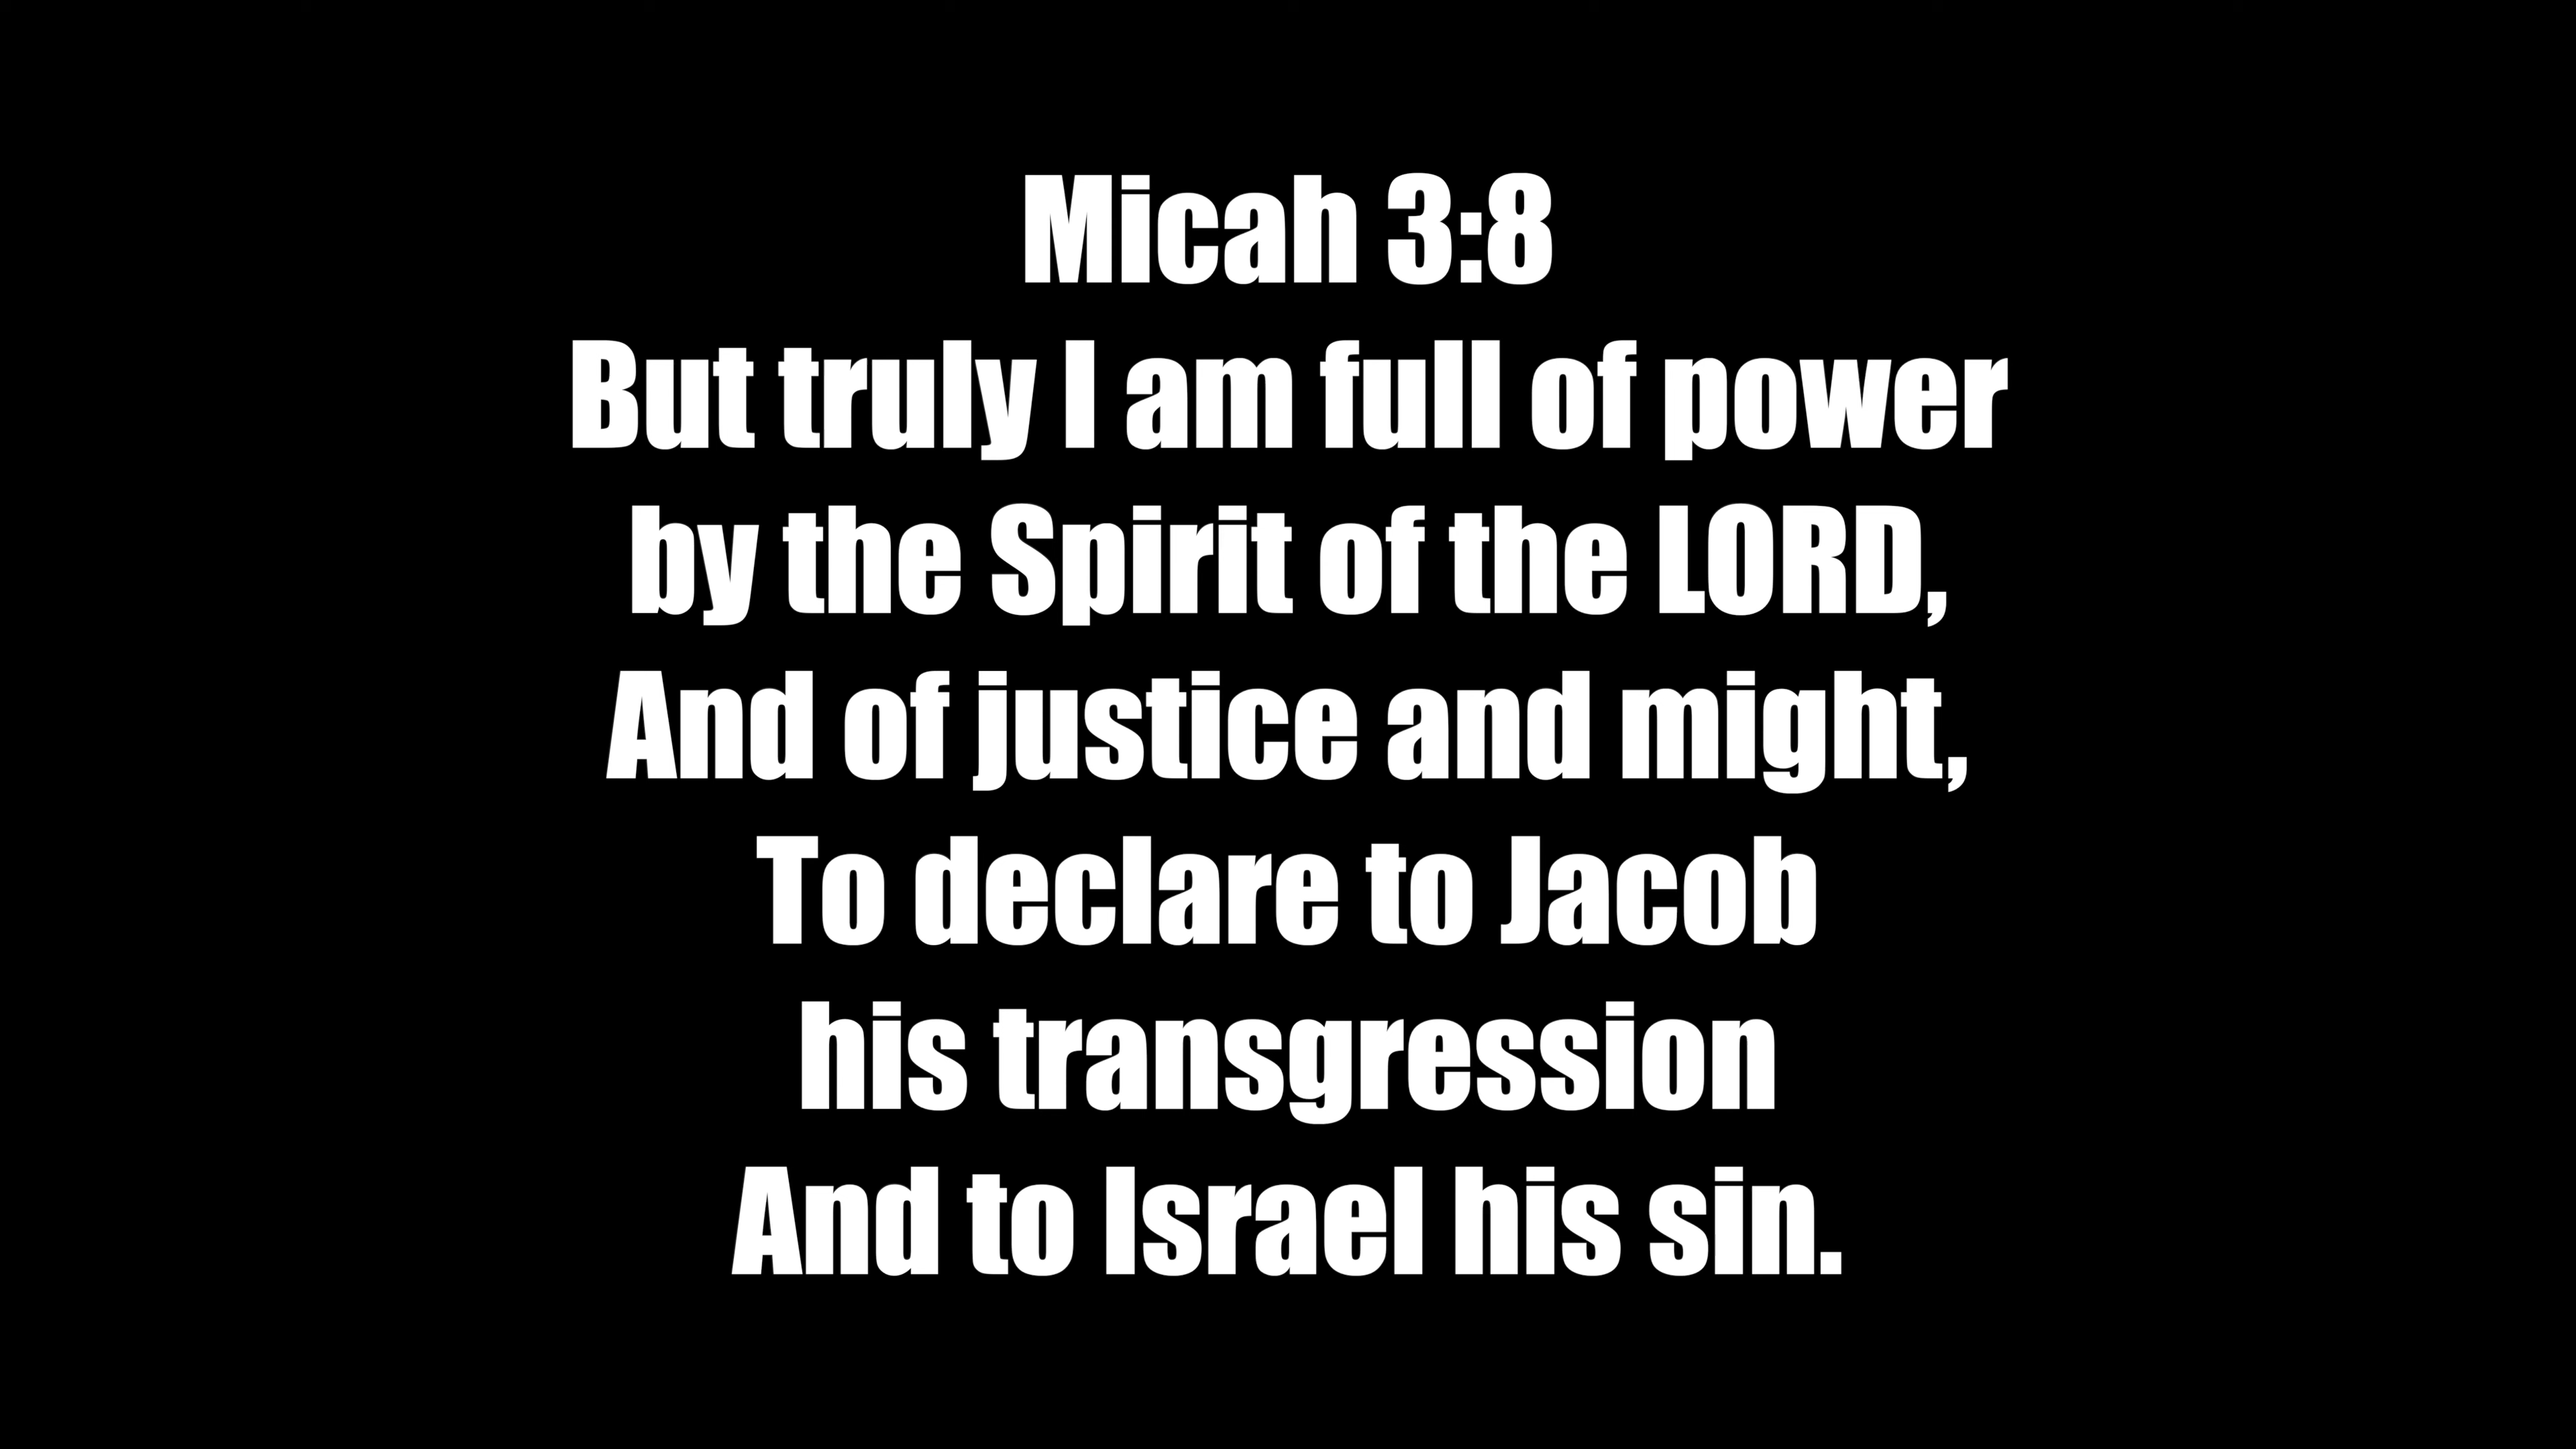 Micah 3:8
But truly I am full of power
by the Spirit of the LORD,
And of justice and might,
To declare to Jacob
his transgression
And to Israel his sin.